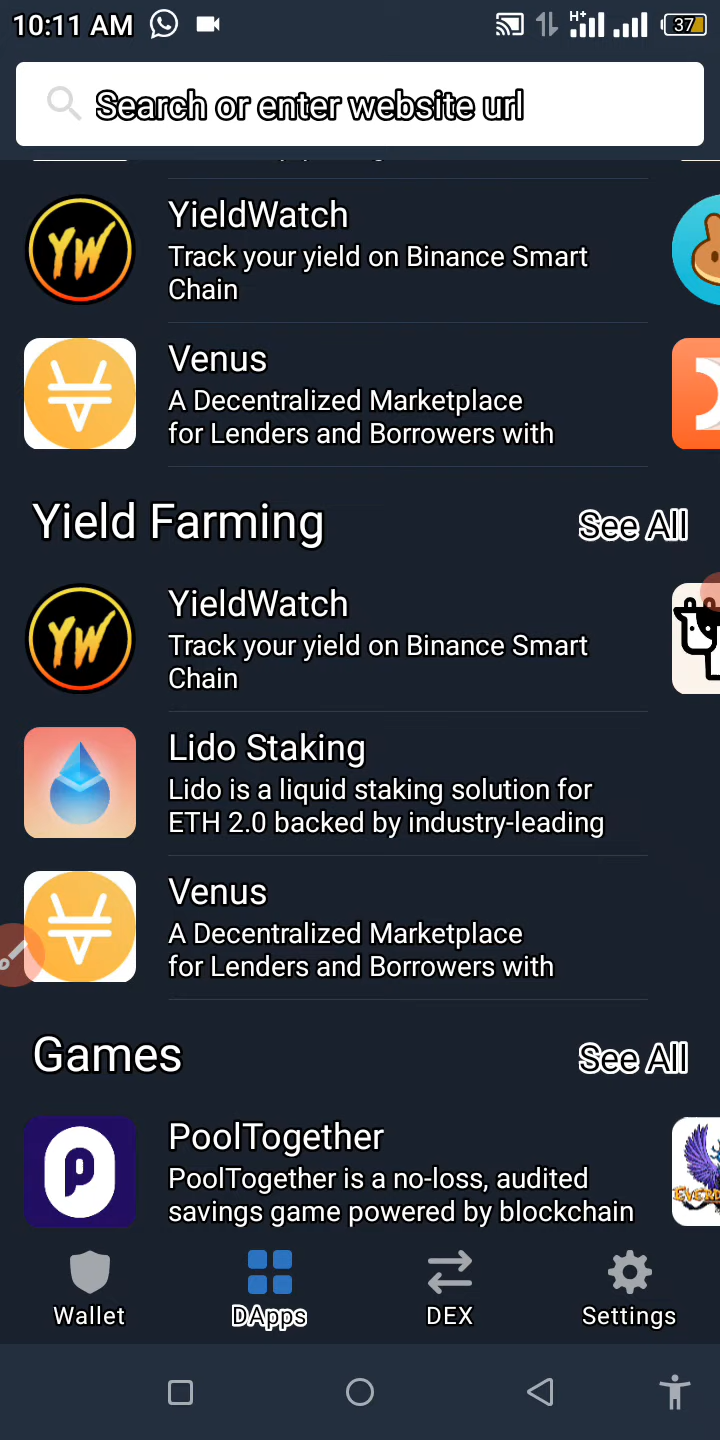 10:11 AM
H+
37
Search or enter website url
YieldWatch
Track your yield on Binance Smart
Chain
Venus
A Decentralized Marketplace
for Lenders and Borrowers with
Yield Farming
See All
YW
YieldWatch
Track your yield on Binance Smart
Chain
Lido Staking
Lido is a liquid staking solution for
ETH 2.0 backed by industry-leading
Venus
A Decentralized Marketplace
for Lenders and Borrowers with
Games
See All
PoolTogether
PoolTogether is a no-loss, audited
savings game powered by blockchain
Wallet
DApps
DEX
Settings